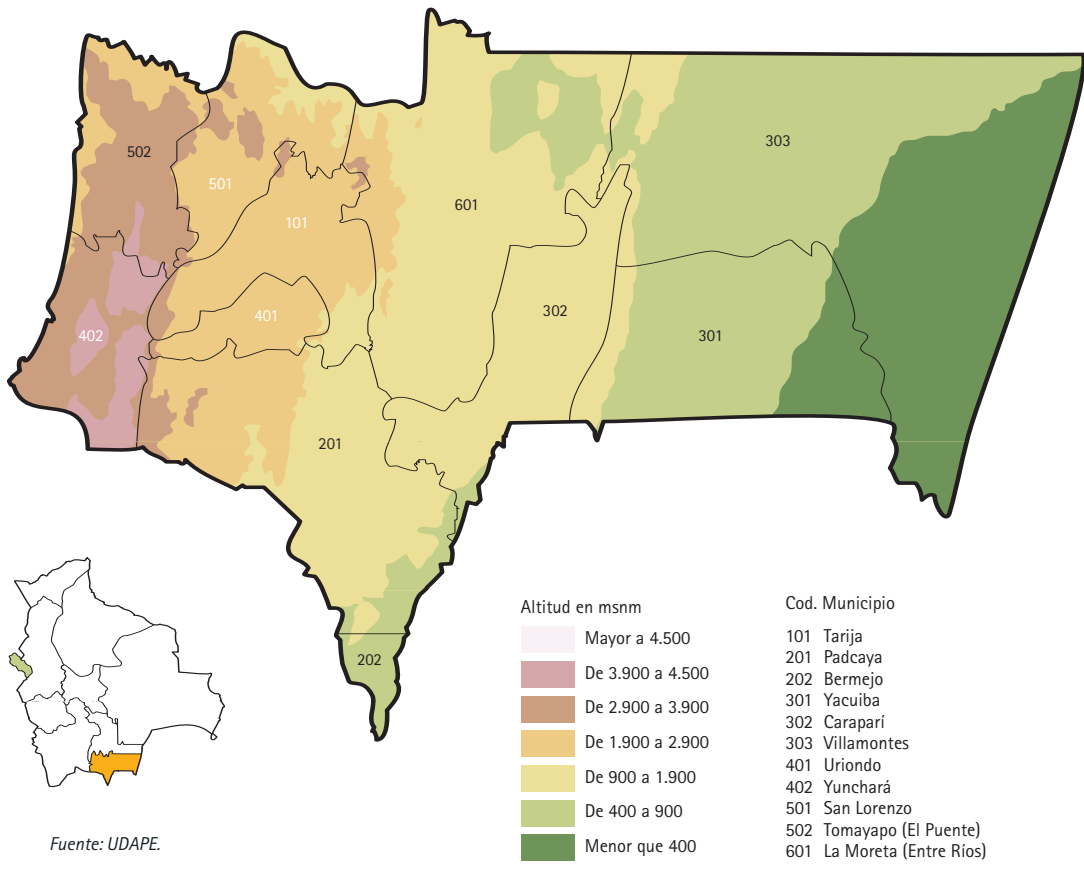 502
501
101
601
303
402
401
302
301
201
202
Altitud en msnm
Mayor a 4.500
De 3.900 a 4.500
De 2.900 a 3.900
De 1.900 a 2.900
De 900 a 1.900
De 400 a 900
Menor que 400
Cod. Municipio
101 Tarija
201 Padcaya
202 Bermejo
301 Yacuiba
302 Caraparí
303 Villamontes
401 Uriondo
402 Yunchará
501 San Lorenzo
502 Tomayapo (El Puente)
601 La Moreta (Entre Ríos)
Fuente: UDAPE.